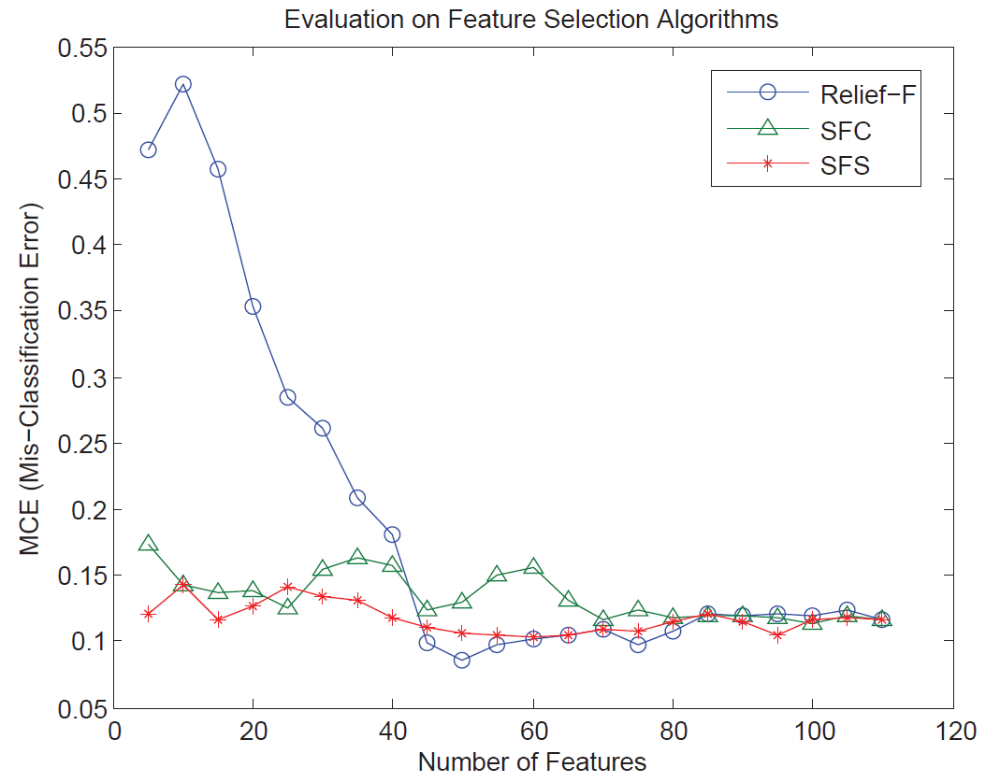 Evaluation on Feature Selection Algorithms
0.55
0.5
0.45
0.4
0.35
0.3
0.25
0.2
0.15
0.1
0.05
MCE (Mis−Classification Error)
Relief−F
SFC
SFS
0 20 40 60 80 100 120
Number of Features